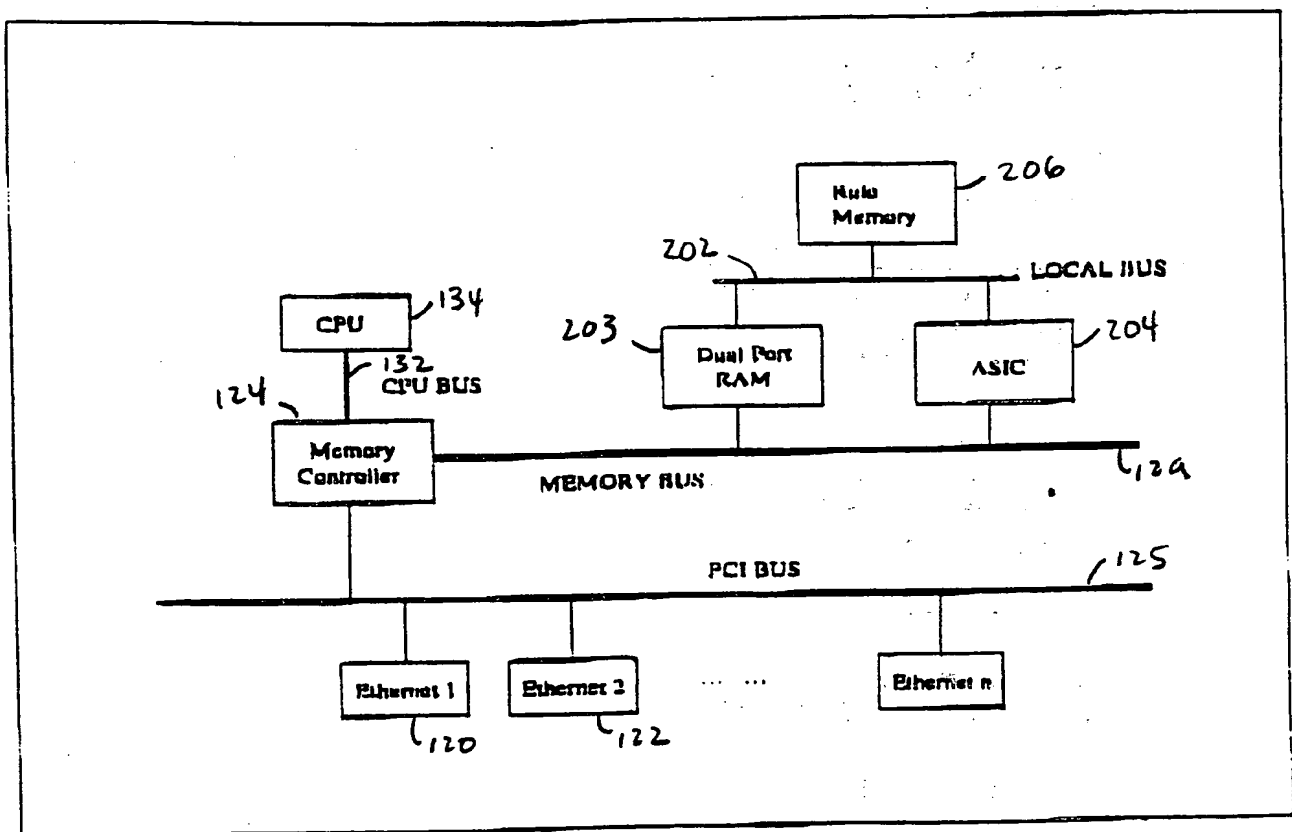 Rule
Memory
206
202
LOCAL BUS
CPU
134
203
Dual Port
RAM
ASIC
204
132
CPU BUS
124
Memory
Controller
MEMORY BUS
129
PCI BUS
125
Ethernet 1
Ethernet 2
... ...
Ethernet n
120
122